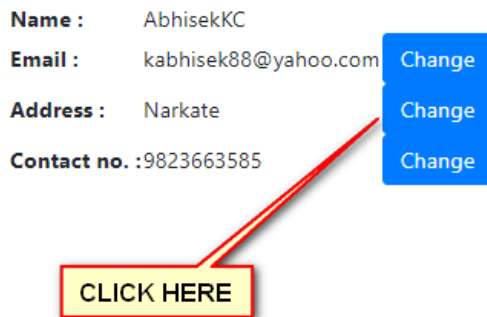 Name : AbhisekKC
Email : kabhisek88@yahoo.com Change
Address : Narkate Change
Contact no. :9823663585 Change
CLICK HERE